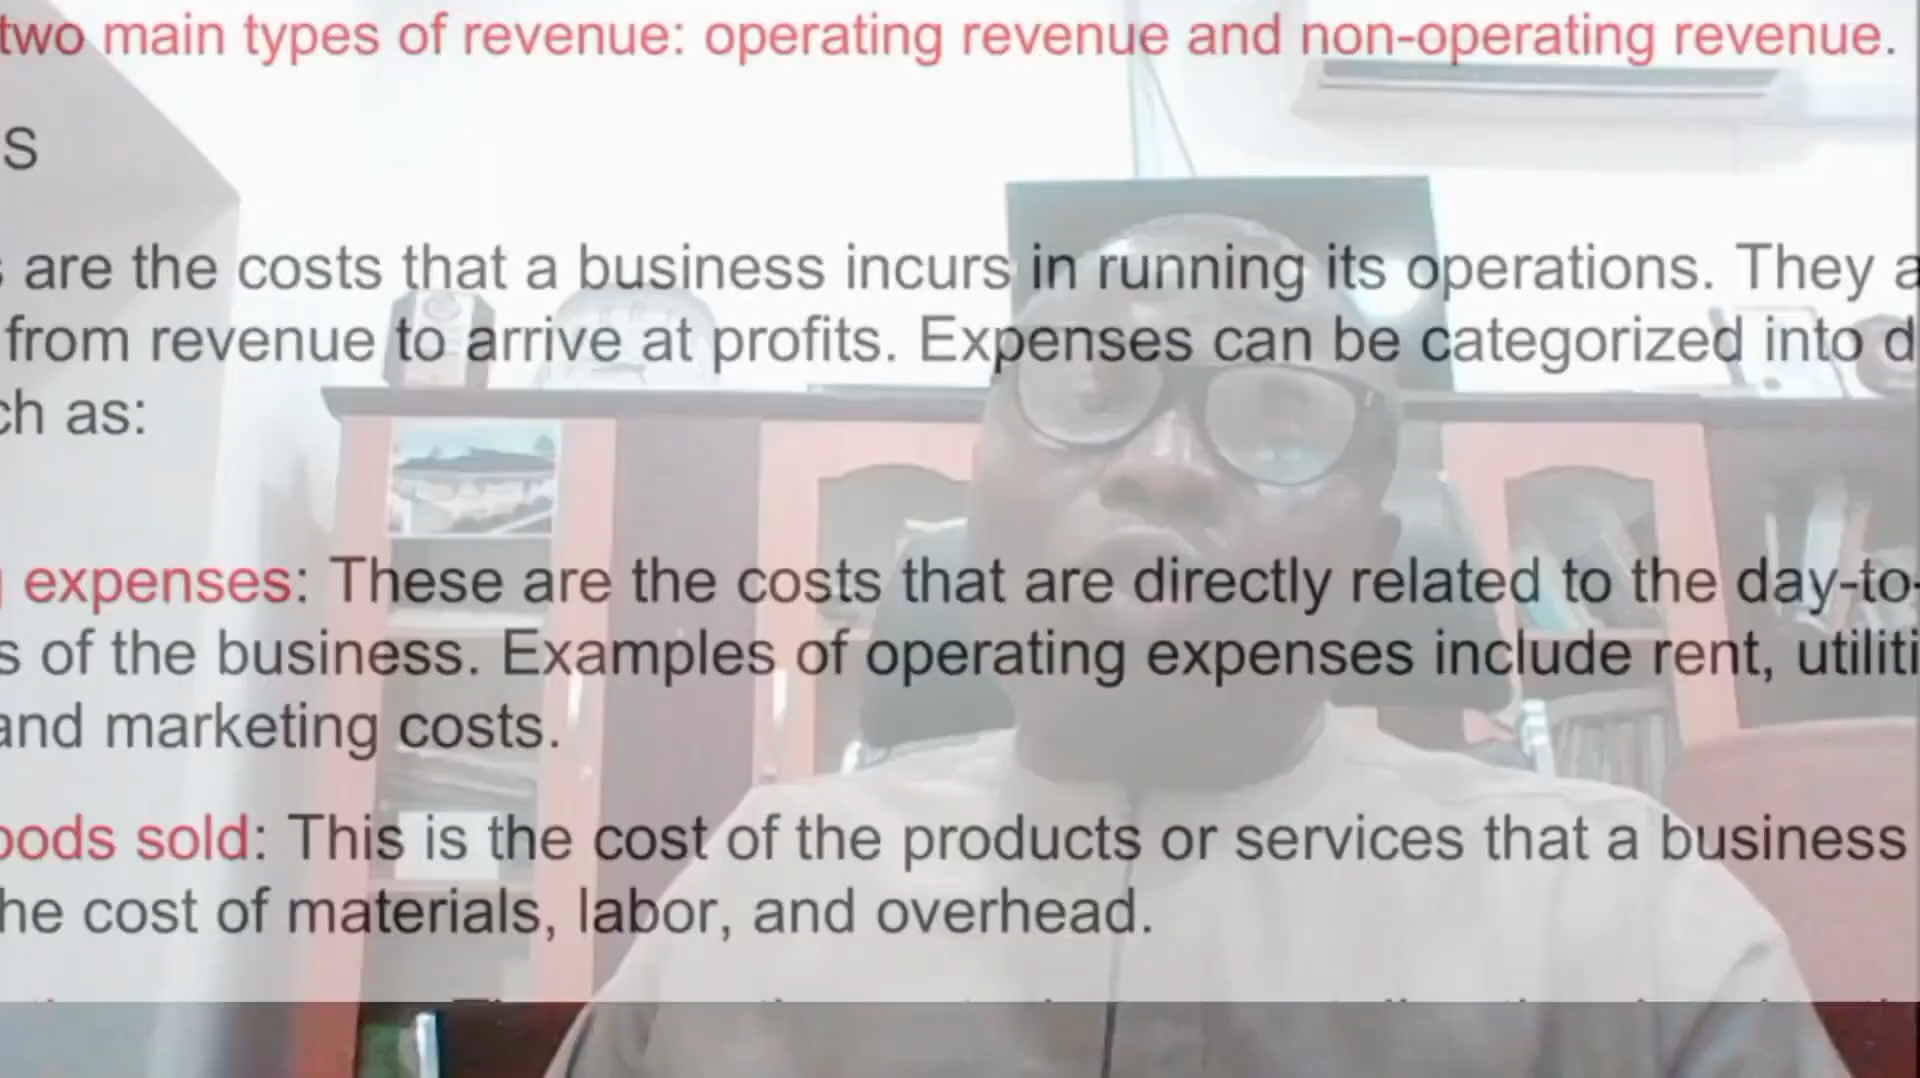 two main types of revenue: operating revenue and non-operating revenue.
s
are the costs that a business incurs in running its operations. They a
from revenue to arrive at profits. Expenses can be categorized into d
ch as:
g expenses: These are the costs that are directly related to the day-to-
s of the business. Examples of operating expenses include rent, utiliti
and marketing costs.
oods sold: This is the cost of the products or services that a business
he cost of materials, labor, and overhead.